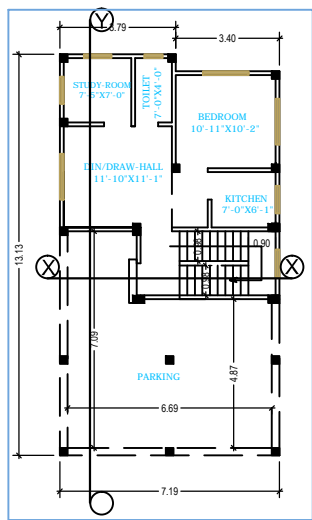 Y
3.79
3.40
STUDY-ROOM
7'-5"X7'-0"
TOILET
7'-0"X4'-0"
BEDROOM
10'-11"X10'-2"
DIN/DRAW-HALL
11'-10"X11'-1"
KITCHEN
7'-0"X6'-1"
13.13
0.90
X
X
7.09
4.87
PARKING
6.69
7.19